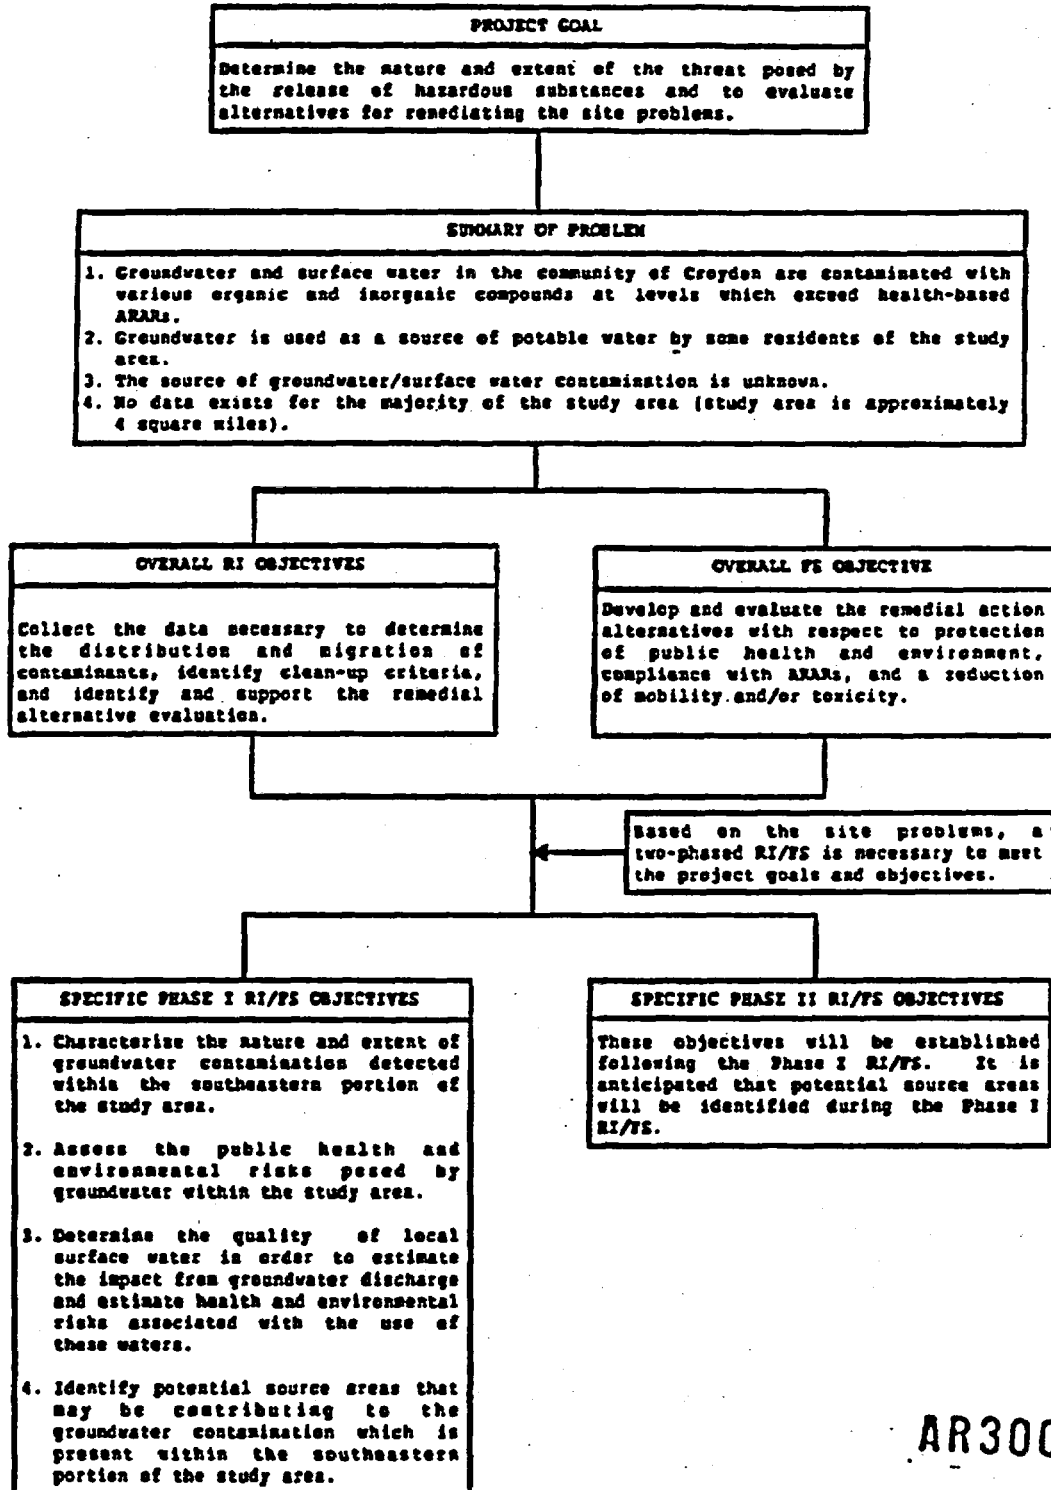 PROJECT GOAL
Determine the nature and extent of the threat posed by
the release of hazardous substances and to evaluate
alternatives for remediating the site problems.
SUMMARY OF PROBLEM
1. Groundwater and surface water in the community of Croydon are contaminated with
various organic and inorganic compounds at levels which exceed health-based
ARARs.
2. Groundwater is used as a source of potable water by some residents of the study
area.
3. The source of groundwater/surface water contamination is unknown.
4. No data exists for the majority of the study area (study area is approximately
4 square miles).
OVERALL RI OBJECTIVES
Collect the data necessary to determine
the distribution and migration of
contaminants, identify clean-up criteria,
and identify and support the remedial
alternative evaluation.
OVERALL FS OBJECTIVE
Develop and evaluate the remedial action
alternatives with respect to protection
of public health and environment,
compliance with ARARs, and a reduction
of mobility and/or toxicity.
Based on the site problems, a
two-phased RI/FS is necessary to meet
the project goals and objectives.
SPECIFIC PHASE I RI/FS OBJECTIVES
1. Characterize the nature and extent of
groundwater contamination detected
within the southeastern portion of
the study area.
2. Assess the public health and
environmental risks posed by
groundwater within the study area.
3. Determine the quality of local
surface water in order to estimate
the impact from groundwater discharge
and estimate health and environmental
risks associated with the use of
these waters.
4. Identify potential source areas that
may be contributing to the
groundwater contamination which is
present within the southeastern
portion of the study area.
SPECIFIC PHASE II RI/FS OBJECTIVES
These objectives will be established
following the Phase I RI/FS. It is
anticipated that potential source areas
will be identified during the Phase I
RI/FS.
AR300